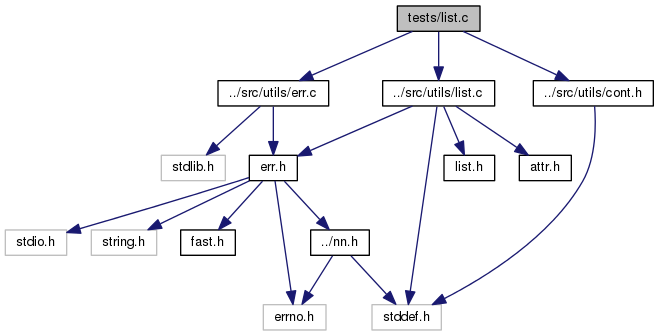 tests/list.c
../src/utils/err.c
../src/utils/list.c
../src/utils/cont.h
stdlib.h
err.h
list.h
attr.h
stdio.h
string.h
fast.h
../nn.h
errno.h
stddef.h